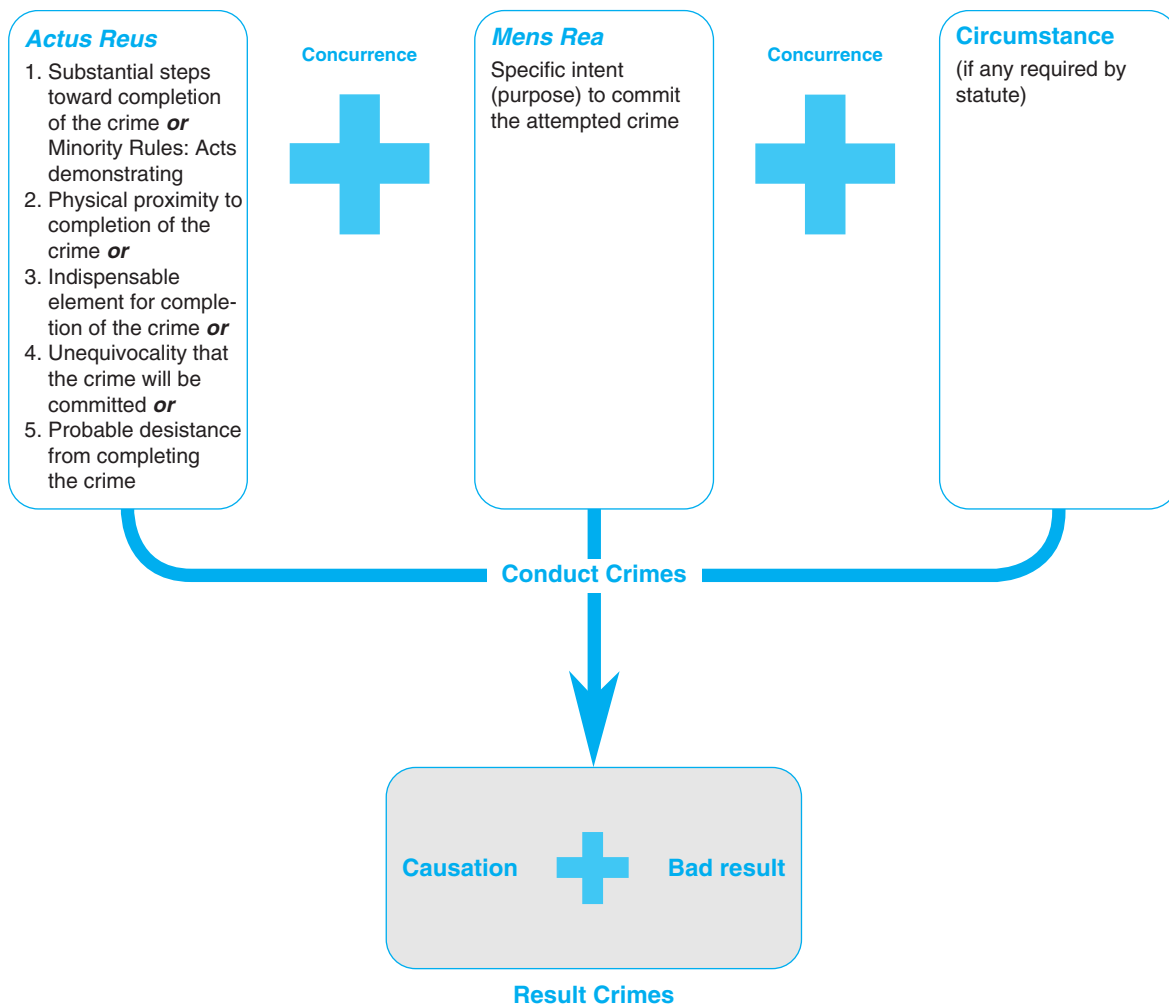 Actus Reus
1. Substantial steps
toward completion
of the crime or
Minority Rules: Acts
demonstrating
2. Physical proximity to
completion of the
crime or
3. Indispensable
element for comple-
tion of the crime or
4. Unequivocality that
the crime will be
committed or
5. Probable desistance
from completing
the crime
Concurrence
Mens Rea
Specific intent
(purpose) to commit
the attempted crime
Concurrence
Circumstance
(if any required by
statute)
Conduct Crimes
Causation
Bad result
Result Crimes